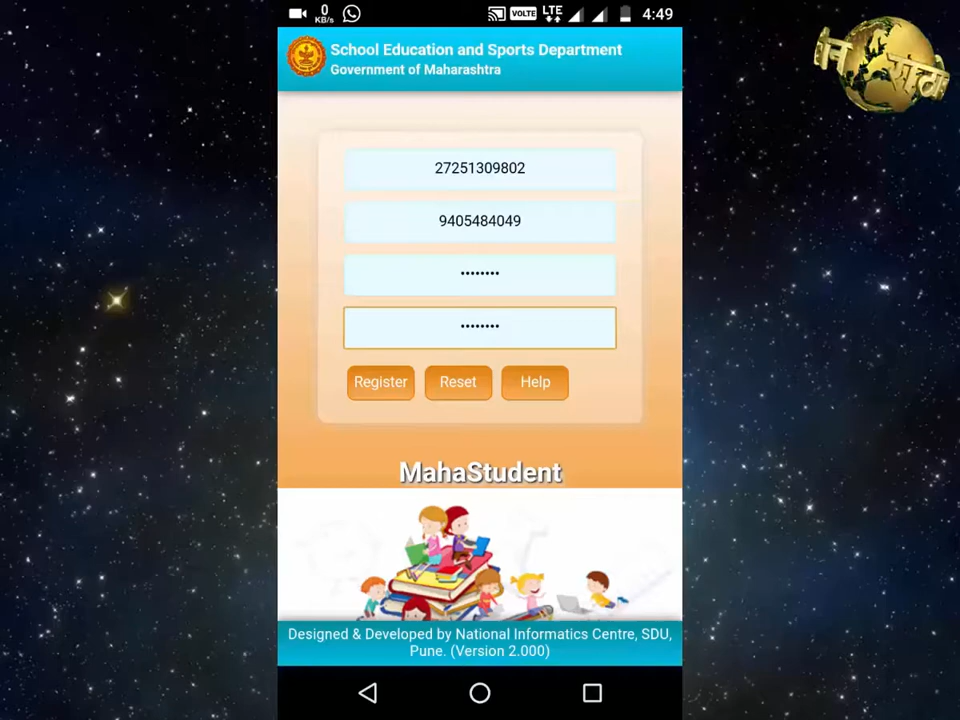 0
KB/s
VOLTE
LTE
4:49
School Education and Sports Department
Government of Maharashtra
27251309802
9405484049
••••••••
••••••••
Register
Reset
Help
MahaStudent
Designed & Developed by National Informatics Centre, SDU,
Pune. (Version 2.000)